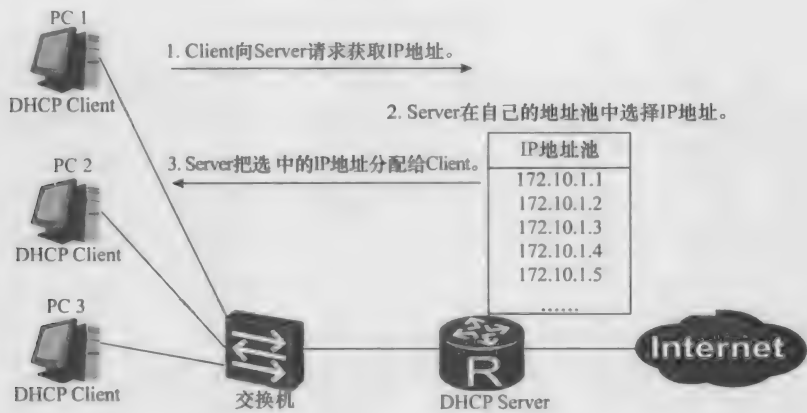 PC 1
DHCP Client
1. Client向Server请求获取IP地址。
2. Server在自己的地址池中选择IP地址。
3. Server把选 中的IP地址分配给Client。
IP地址池
172.10.1.1
172.10.1.2
172.10.1.3
172.10.1.4
172.10.1.5
......
PC 2
DHCP Client
PC 3
DHCP Client
交换机
R
DHCP Server
Internet